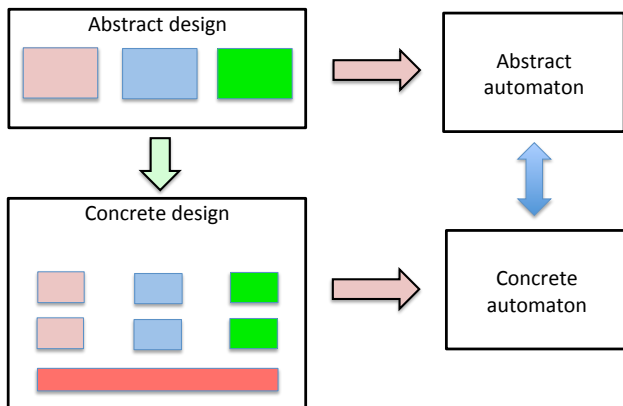 Abstract design
Abstract
automaton
Concrete design
Concrete
automaton